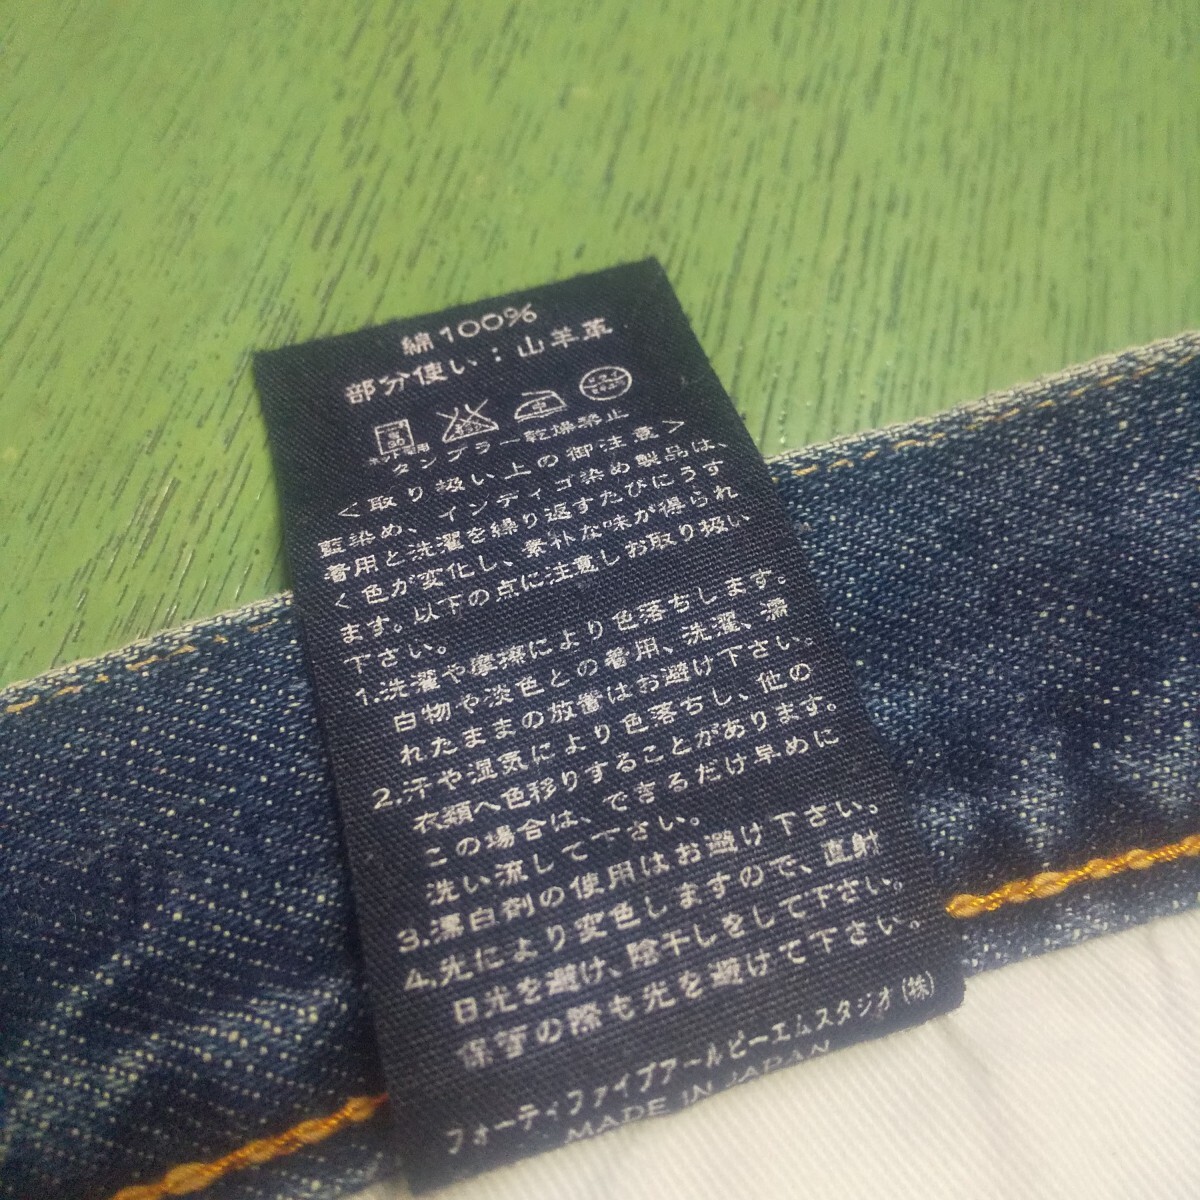 綿100%
部分使い：山羊革
タンブラー乾燥禁止
<取り扱い上の御注意>
藍染め、インディゴ染め製品は、
着用と洗濯を繰り返すたびにうす
く色が変化し、素朴な味が得られ
ます。以下の点に注意しお取り扱い
下さい。
1.洗濯や摩擦により色落ちします。
白物や淡色との着用、洗濯、濡
れたままの放置はお避け下さい。
2.汗や湿気により色落ちし、他の
衣類へ色移りすることがあります。
この場合は、できるだけ早めに
洗い流して下さい。
3.漂白剤の使用はお避け下さい。
4.光により変色しますので、直射
日光を避け、陰干しをして下さい。
保管の際も光を避けて下さい。
フォーティファイブアールピーエムスタジオ(株)
MADE IN JAPAN